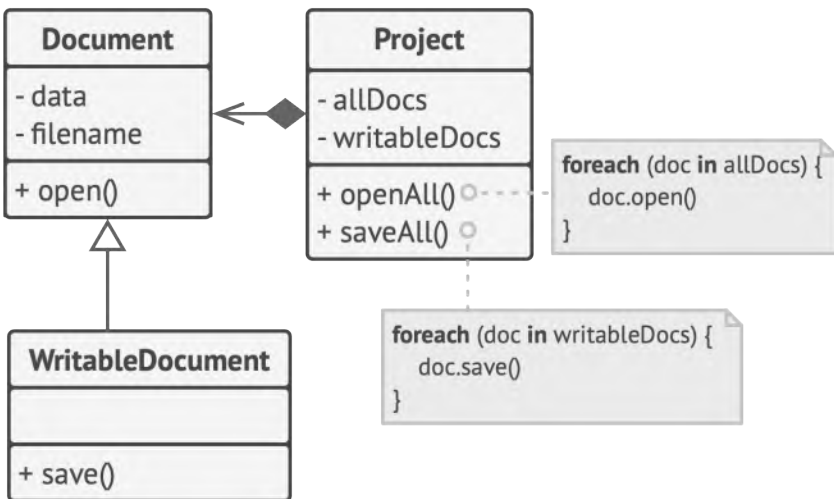 Document
- data
- filename
+ open()
Project
- allDocs
- writableDocs
+ openAll()
+ saveAll()
foreach (doc in allDocs) {
doc.open()
}
foreach (doc in writableDocs) {
doc.save()
}
WritableDocument
+ save()